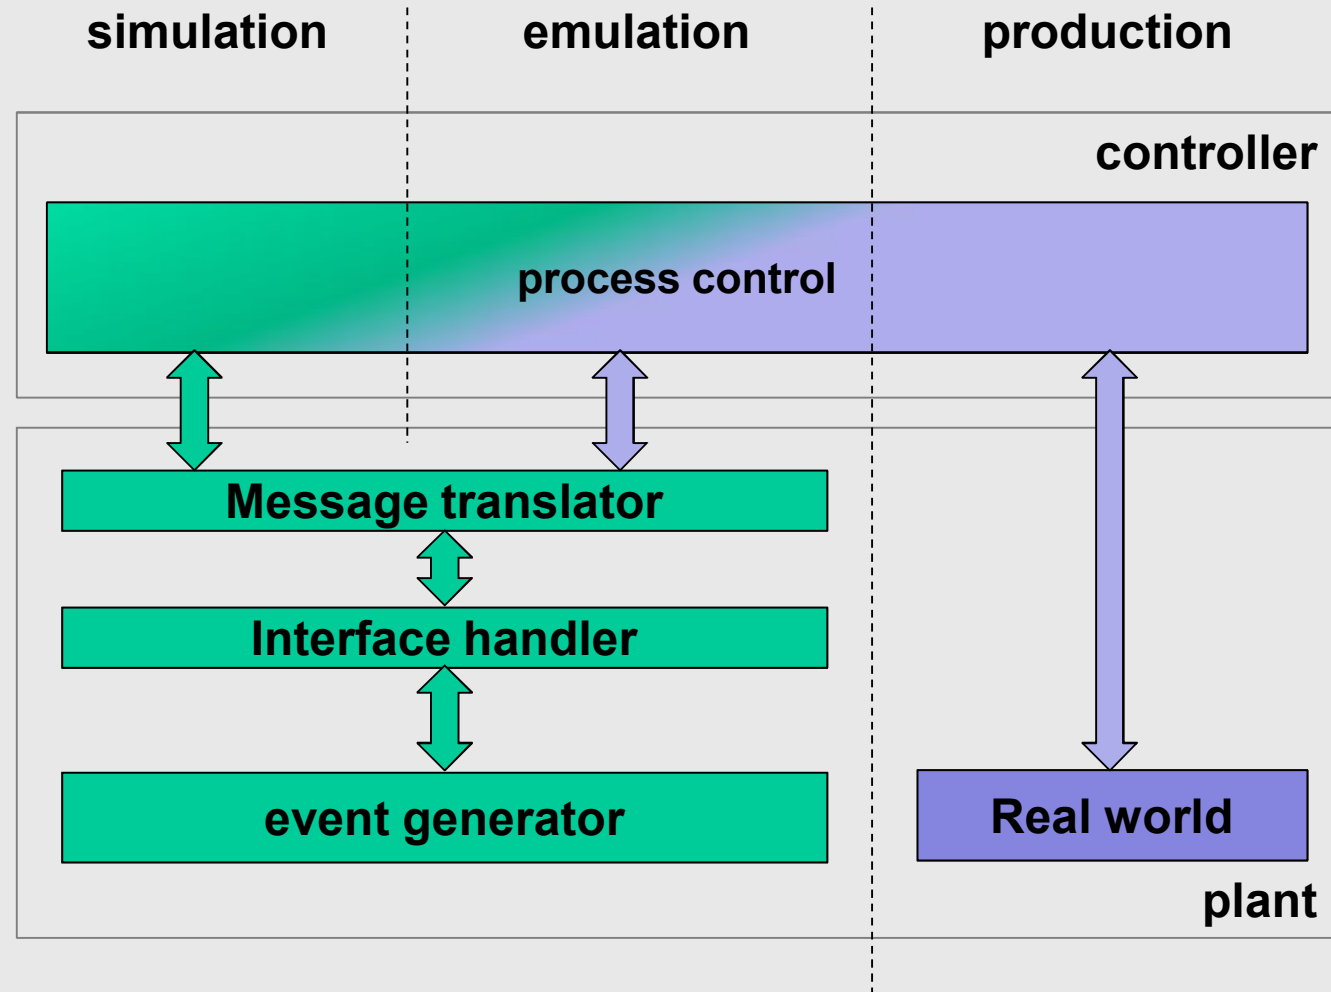 simulation
emulation
production
controller
process control
Message translator
Interface handler
event generator
Real world
plant